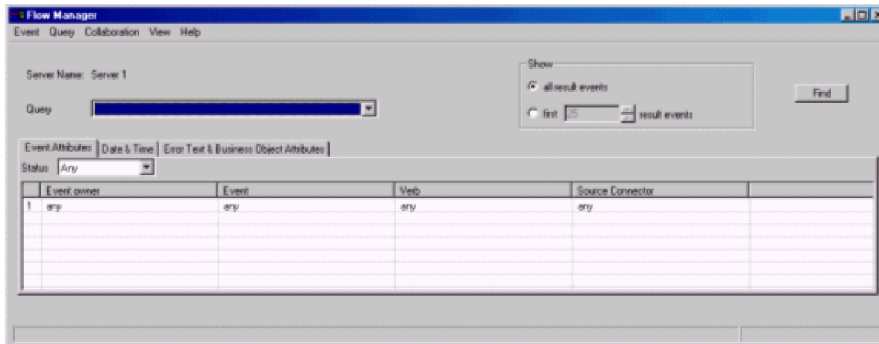 Flow Manager
Event Query Collaboration View Help
Server Name: Server 1
Query
Show
all result events
first 25 result events
Find
Event Attributes Date & Time Error Text & Business Object Attributes
Status Any
Event owner Event Verb Source Connector
1 any any any any